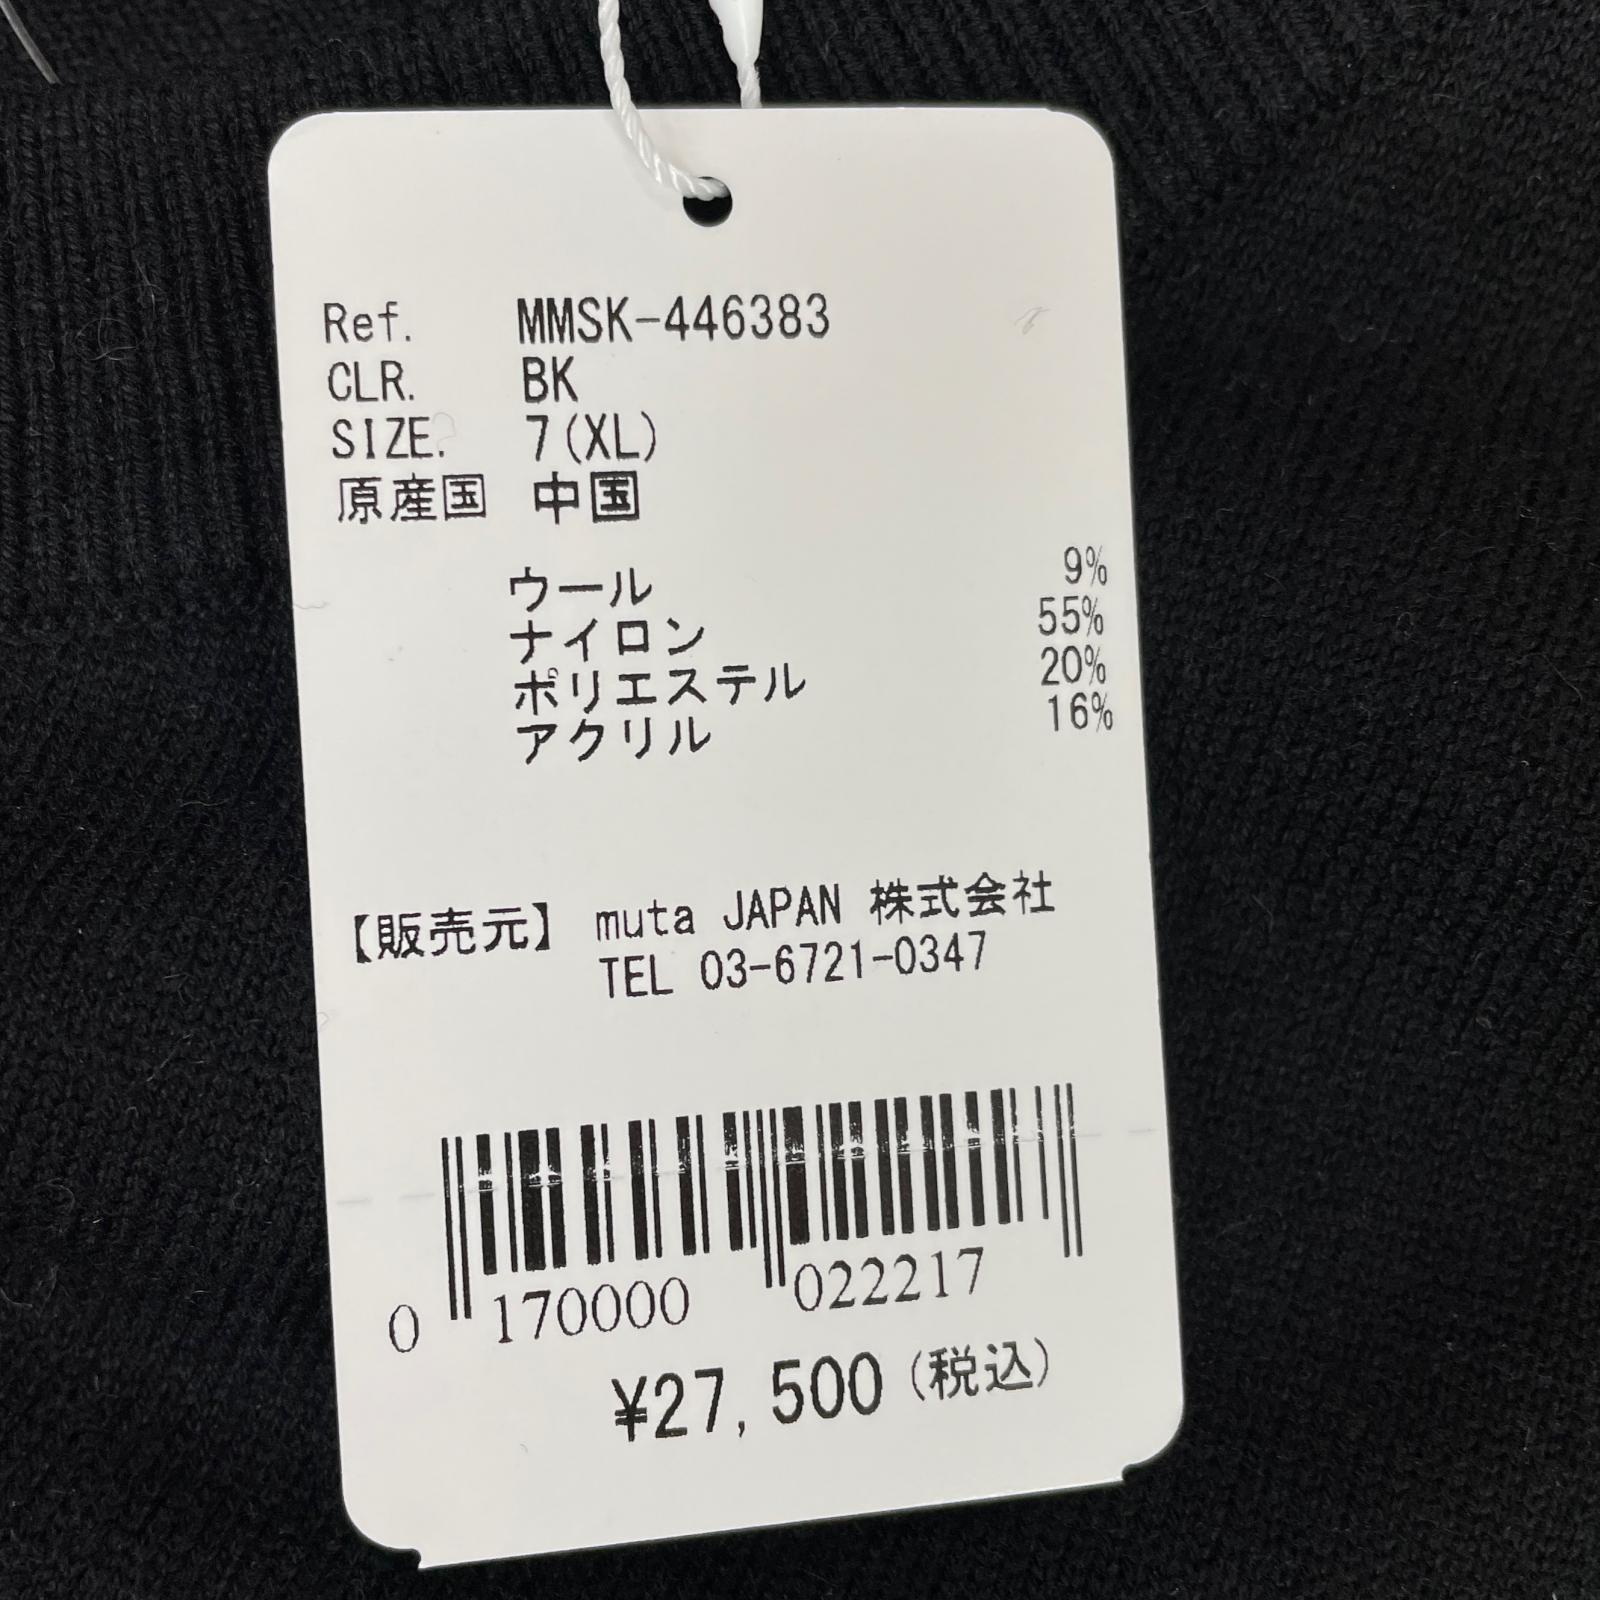 Ref. MMSK-446383
CLR. BK
SIZE. 7(XL)
原産国 中国
ウール 9%
ナイロン 55%
ポリエステル 20%
アクリル 16%
【販売元】 muta JAPAN 株式会社
TEL 03-6721-0347
0 170000 022217
¥27,500(税込)